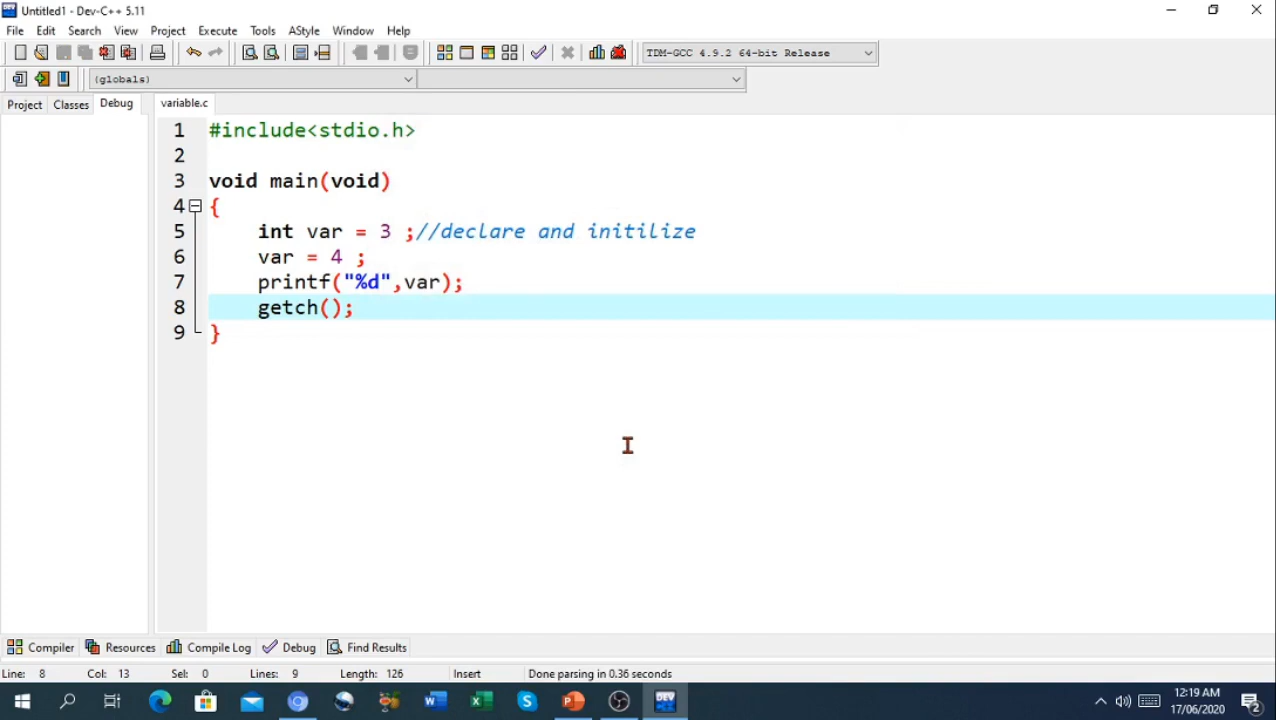 DEV Untitled1 - Dev-C++ 5.11
File Edit Search View Project Execute Tools AStyle Window Help
TDM-GCC 4.9.2 64-bit Release
(globals)
Project Classes Debug variable.c
1 #include<stdio.h>
2
3 void main(void)
4 {
5 int var = 3 ;//declare and initilize
6 var = 4 ;
7 printf("%d",var);
8 getch();
9 }
Compiler Resources Compile Log Debug Find Results
Line: 8 Col: 13 Sel: 0 Lines: 9 Length: 126 Insert Done parsing in 0.36 seconds
12:19 AM
17/06/2020
2